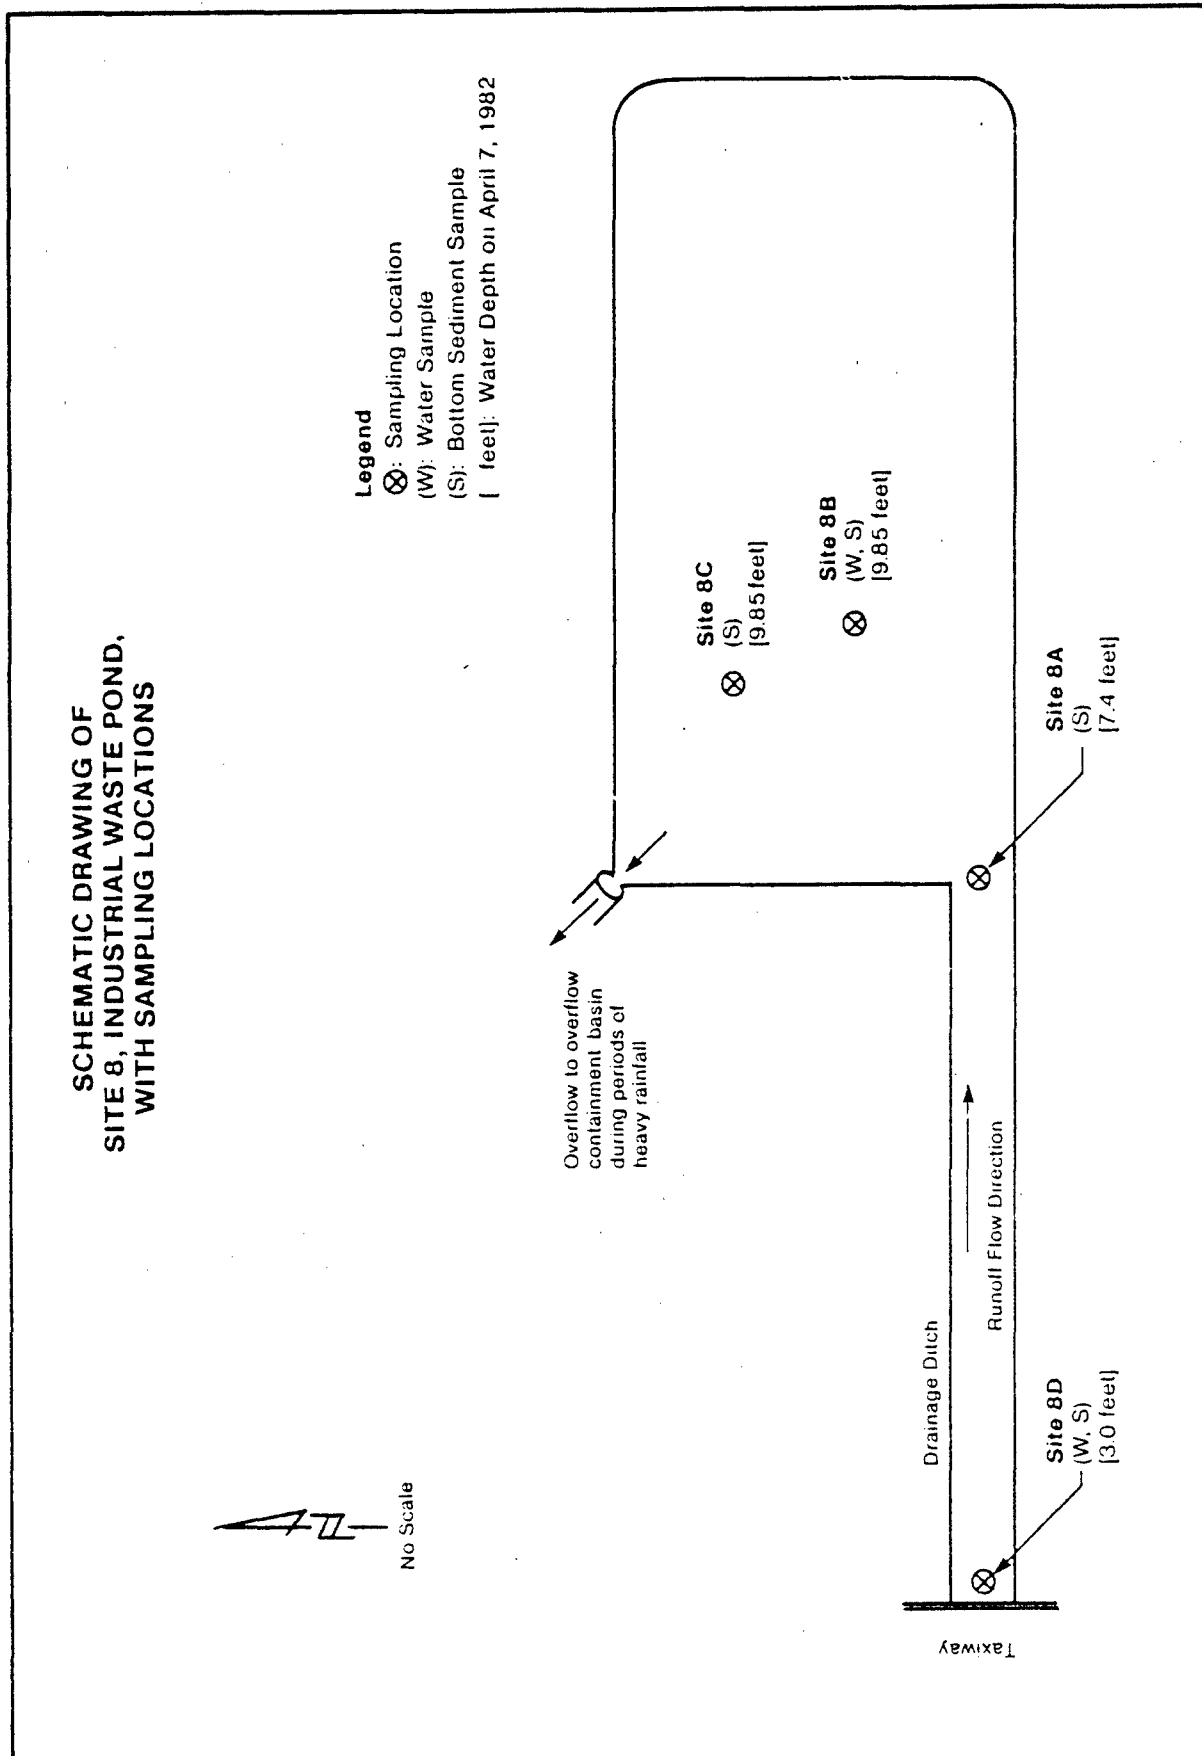 SCHEMATIC DRAWING OF
SITE 8, INDUSTRIAL WASTE POND,
WITH SAMPLING LOCATIONS
Legend
⊗: Sampling Location
(W): Water Sample
(S): Bottom Sediment Sample
[ feet]: Water Depth on April 7, 1982
No Scale
Overflow to overflow
containment basin
during periods of
heavy rainfall
Site 8C
(S)
[9.85 feet]
Site 8B
(W, S)
[9.85 feet]
Site 8A
(S)
[7.4 feet]
Drainage Ditch
Runoff Flow Direction
Site 8D
(W, S)
[3.0 feet]
Taxiway